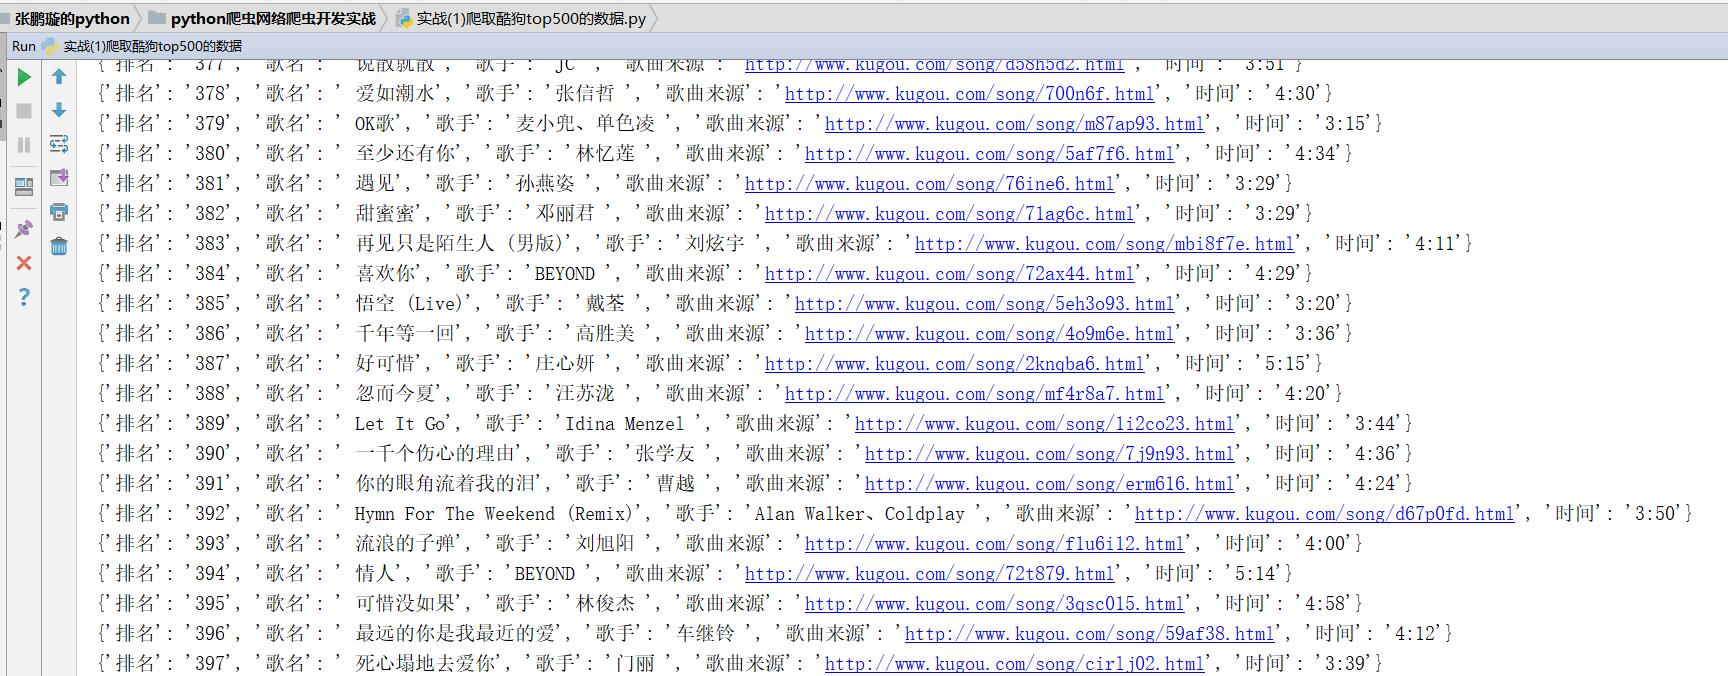 张鹏璇的python python爬虫网络爬虫开发实战 实战(1)爬取酷狗top500的数据.py
Run 实战(1)爬取酷狗top500的数据
{'排名': '377', '歌名': ' 说散就散', '歌手': 'JC ', '歌曲来源': 'http://www.kugou.com/song/d58h5d2.html', '时间': '3:51'}
{'排名': '378', '歌名': ' 爱如潮水', '歌手': '张信哲 ', '歌曲来源': 'http://www.kugou.com/song/700n6f.html', '时间': '4:30'}
{'排名': '379', '歌名': ' OK歌', '歌手': '麦小兜、单色凌 ', '歌曲来源': 'http://www.kugou.com/song/m87ap93.html', '时间': '3:15'}
{'排名': '380', '歌名': ' 至少还有你', '歌手': '林忆莲 ', '歌曲来源': 'http://www.kugou.com/song/5af7f6.html', '时间': '4:34'}
{'排名': '381', '歌名': ' 遇见', '歌手': '孙燕姿 ', '歌曲来源': 'http://www.kugou.com/song/76ine6.html', '时间': '3:29'}
{'排名': '382', '歌名': ' 甜蜜蜜', '歌手': '邓丽君 ', '歌曲来源': 'http://www.kugou.com/song/7lag6c.html', '时间': '3:29'}
{'排名': '383', '歌名': ' 再见只是陌生人 (男版)', '歌手': '刘炫宇 ', '歌曲来源': 'http://www.kugou.com/song/mbi8f7e.html', '时间': '4:11'}
{'排名': '384', '歌名': ' 喜欢你', '歌手': 'BEYOND ', '歌曲来源': 'http://www.kugou.com/song/72ax44.html', '时间': '4:29'}
{'排名': '385', '歌名': ' 悟空 (Live)', '歌手': '戴荃 ', '歌曲来源': 'http://www.kugou.com/song/5eh3o93.html', '时间': '3:20'}
{'排名': '386', '歌名': ' 千年等一回', '歌手': '高胜美 ', '歌曲来源': 'http://www.kugou.com/song/4o9m6e.html', '时间': '3:36'}
{'排名': '387', '歌名': ' 好可惜', '歌手': '庄心妍 ', '歌曲来源': 'http://www.kugou.com/song/2knqba6.html', '时间': '5:15'}
{'排名': '388', '歌名': ' 忽而今夏', '歌手': '汪苏泷 ', '歌曲来源': 'http://www.kugou.com/song/mf4r8a7.html', '时间': '4:20'}
{'排名': '389', '歌名': ' Let It Go', '歌手': 'Idina Menzel ', '歌曲来源': 'http://www.kugou.com/song/li2co23.html', '时间': '3:44'}
{'排名': '390', '歌名': ' 一千个伤心的理由', '歌手': '张学友 ', '歌曲来源': 'http://www.kugou.com/song/7j9n93.html', '时间': '4:36'}
{'排名': '391', '歌名': ' 你的眼角流着我的泪', '歌手': '曹越 ', '歌曲来源': 'http://www.kugou.com/song/erm616.html', '时间': '4:24'}
{'排名': '392', '歌名': ' Hymn For The Weekend (Remix)', '歌手': 'Alan Walker、Coldplay ', '歌曲来源': 'http://www.kugou.com/song/d67p0fd.html', '时间': '3:50'}
{'排名': '393', '歌名': ' 流浪的子弹', '歌手': '刘旭阳 ', '歌曲来源': 'http://www.kugou.com/song/f1u6i12.html', '时间': '4:00'}
{'排名': '394', '歌名': ' 情人', '歌手': 'BEYOND ', '歌曲来源': 'http://www.kugou.com/song/72t879.html', '时间': '5:14'}
{'排名': '395', '歌名': ' 可惜没如果', '歌手': '林俊杰 ', '歌曲来源': 'http://www.kugou.com/song/3qsc015.html', '时间': '4:58'}
{'排名': '396', '歌名': ' 最远的你是我最近的爱', '歌手': '车继铃 ', '歌曲来源': 'http://www.kugou.com/song/59af38.html', '时间': '4:12'}
{'排名': '397', '歌名': ' 死心塌地去爱你', '歌手': '门丽 ', '歌曲来源': 'http://www.kugou.com/song/cirlj02.html', '时间': '3:39'}